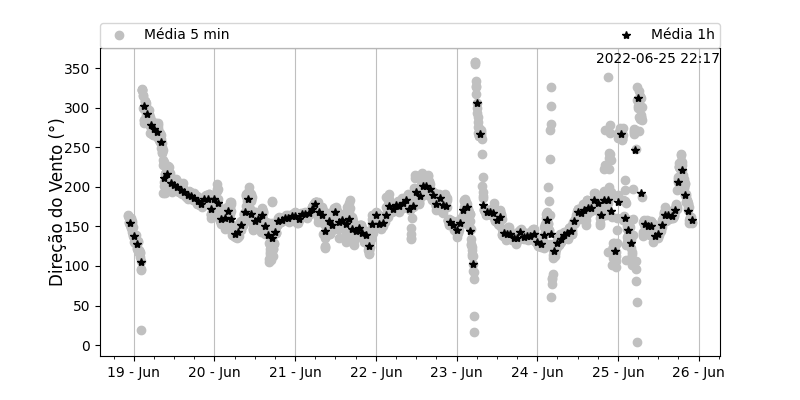 Média 5 min
Média 1h
2022-06-25 22:17
Direção do Vento (°)
350
300
250
200
150
100
50
0
19 - Jun
20 - Jun
21 - Jun
22 - Jun
23 - Jun
24 - Jun
25 - Jun
26 - Jun